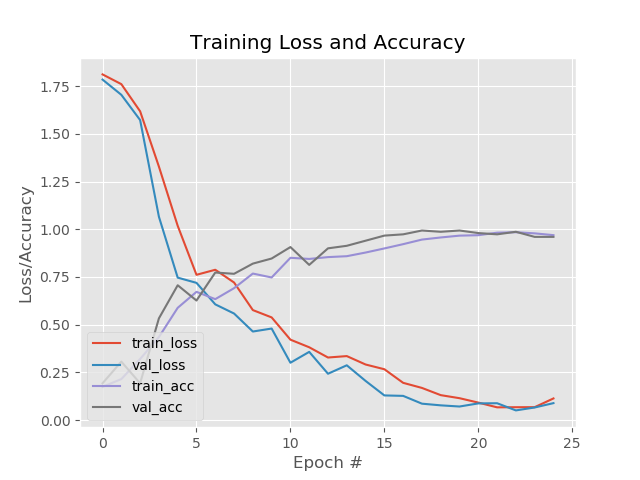 Training Loss and Accuracy
Loss/Accuracy
1.75
1.50
1.25
1.00
0.75
0.50
0.25
0.00
train_loss
val_loss
train_acc
val_acc
0 5 10 15 20 25
Epoch #